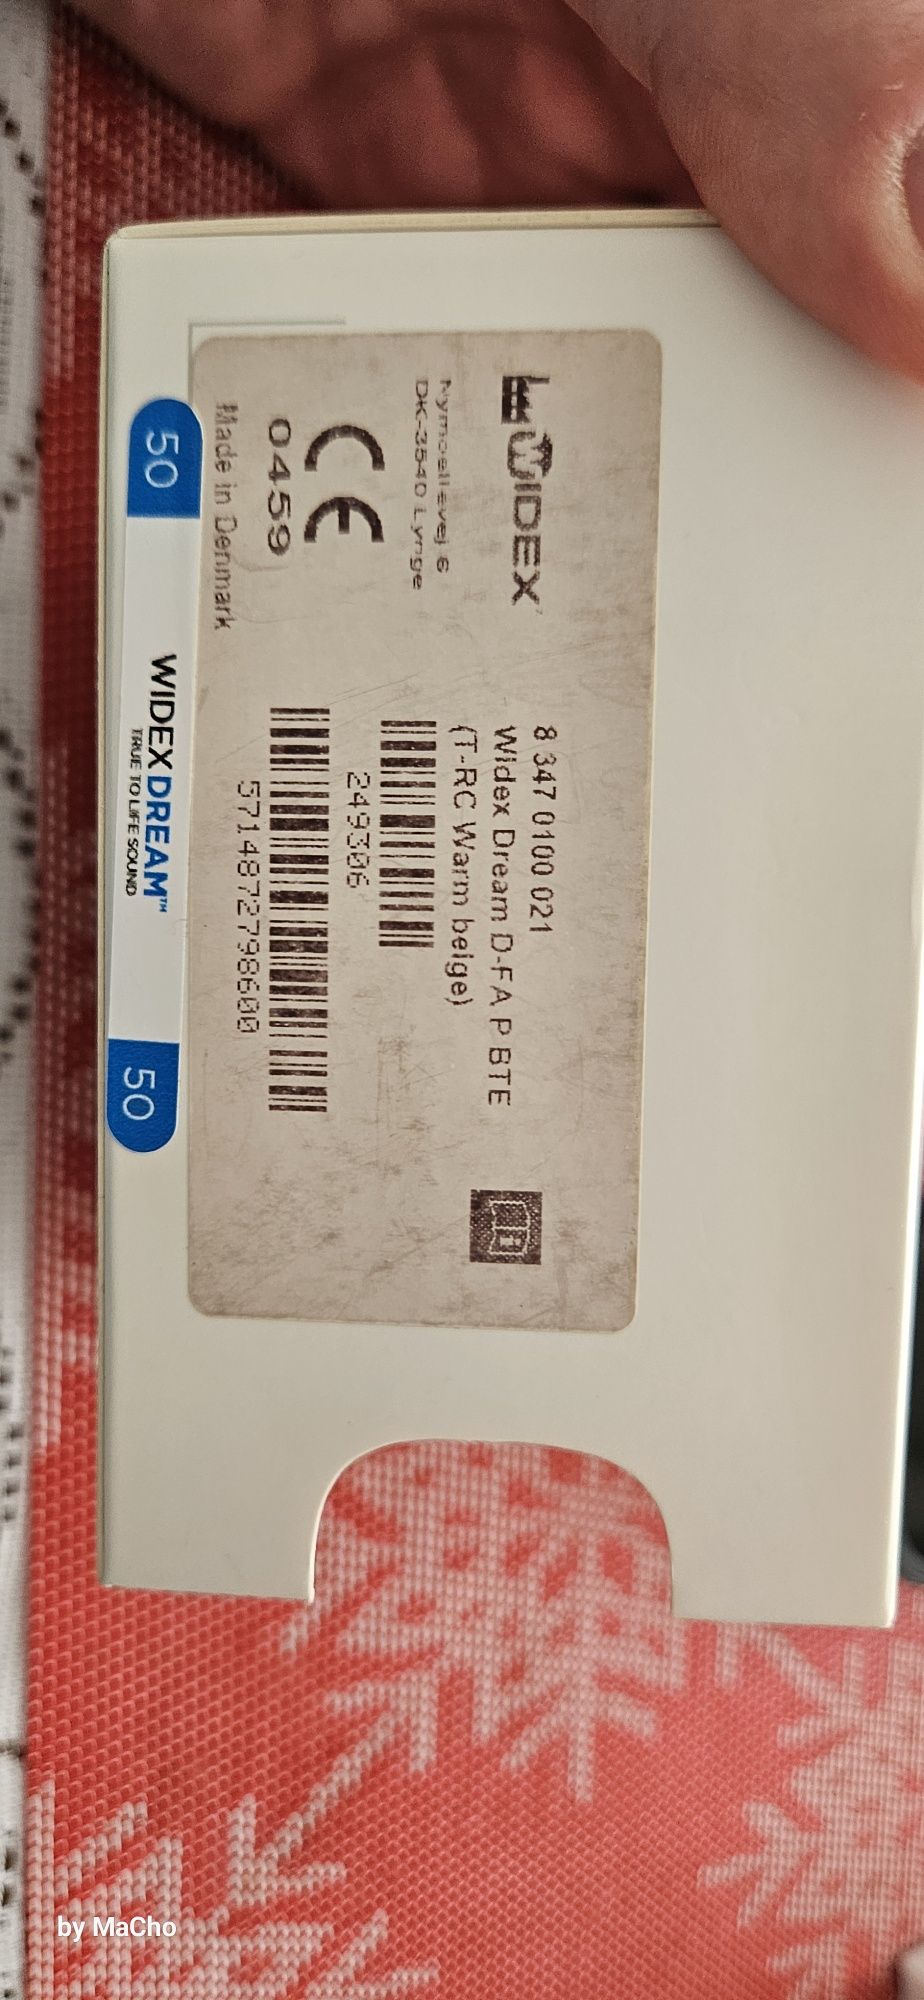 WIDEX
Nymoellevej 6
DK-3540 Lynge
CE
0459
Made in Denmark
8 347 0100 021
Widex Dream D-FA P BTE
(T-RC Warm beige)
249306
5714872798600
50
WIDEX DREAM™
TRUE TO LIFE SOUND
50
by MaCho